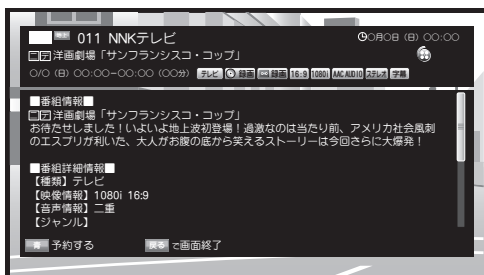 地上 011 NNKテレビ ○月○日 (日) ○○:○○
洋画劇場「サンフランシスコ・コップ」
○/○ (日) ○○:○○-○○:○○ (○○分) テレビ 録画 録画 16:9 1080i AAC AUDIO ステレオ 字幕
■番組情報■
洋画劇場「サンフランシスコ・コップ」
お待たせしました！いよいよ地上波初登場！過激なのは当たり前、アメリカ社会風刺
のエスプリが利いた、大人がお腹の底から笑えるストーリーは今回さらに大爆発！
■番組詳細情報■
【種類】テレビ
【映像情報】1080i 16:9
【音声情報】二重
【ジャンル】
青 予約する 戻る で画面終了